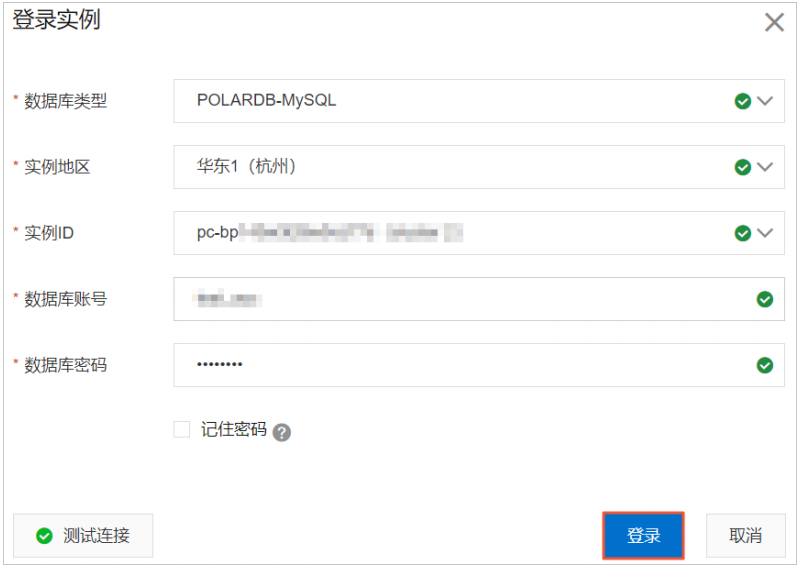 登录实例
* 数据库类型 POLARDB-MySQL
* 实例地区 华东1（杭州）
* 实例ID pc-bp
* 数据库账号
* 数据库密码 ••••••••
记住密码 ?
测试连接 登录 取消